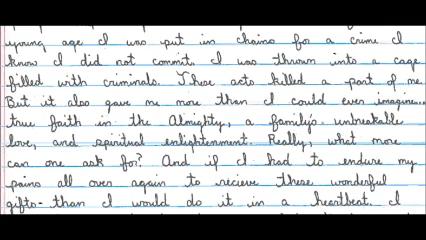 young age I was put in chains for a crime I
know I did not commit. I was thrown into a cage
filled with criminals. These acts killed a part of me.
But it also gave me more than I could ever imagine...
true faith in the Almighty, a family's unbreakable
love, and spiritual enlightenment. Really, what more
can one ask for? And if I had to endure my
pains all over again to recieve these wonderful
gifts- than I would do it in a heartbeat. I